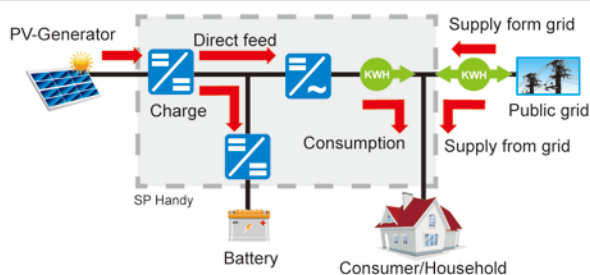 PV-Generator
Direct feed
Supply form grid
KWH
KWH
Charge
Public grid
Consumption
Supply from grid
SP Handy
Battery
Consumer/Household